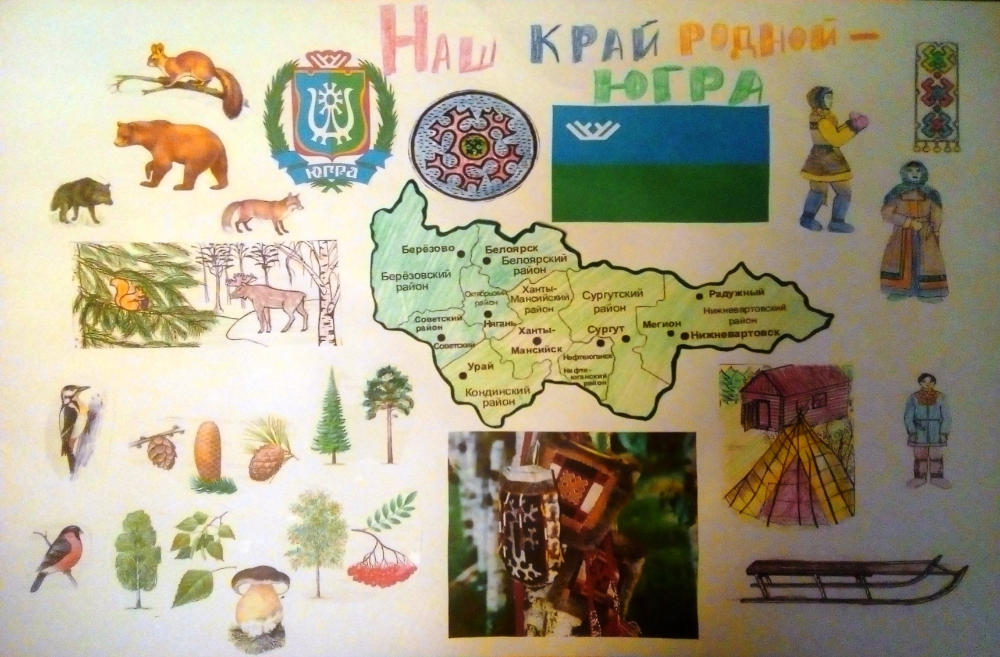 Наш край родной –
Югра
ЮГРА
Берёзово
Белоярск
Белоярский
район
Берёзовский
район
Октябрьский
район
Ханты-
Мансийский
район
Сургутский
район
Радужный
Нижневартовский
район
Советский
район
Нягань
Ханты-
Мансийск
Сургут
Мегион
Нижневартовск
Советский
Нефтеюганск
Нефте-
юганский
район
Урай
Кондинский
район